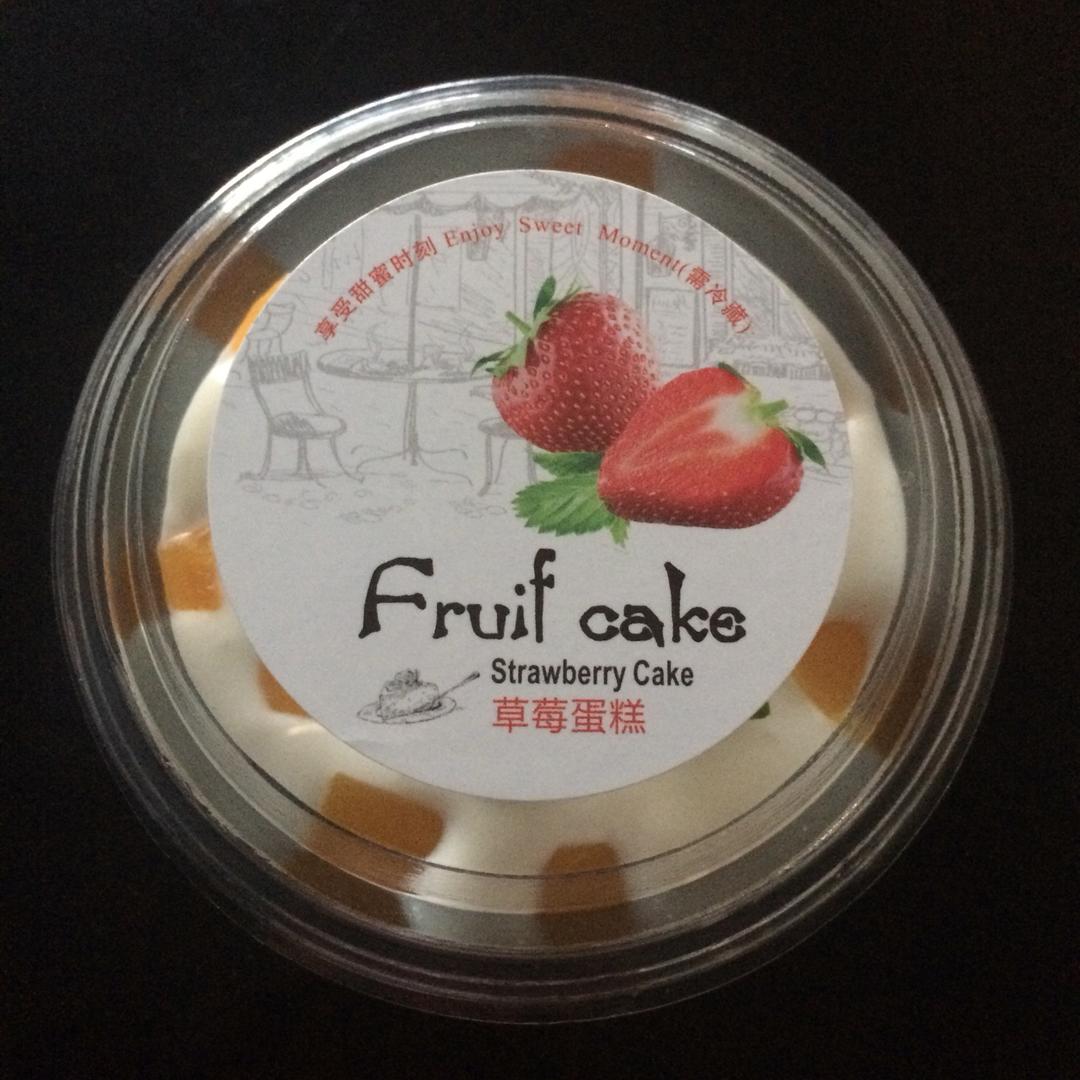 享受甜蜜时刻 Enjoy Sweet Moment(需冷藏)
Fruit cake
Strawberry Cake
草莓蛋糕